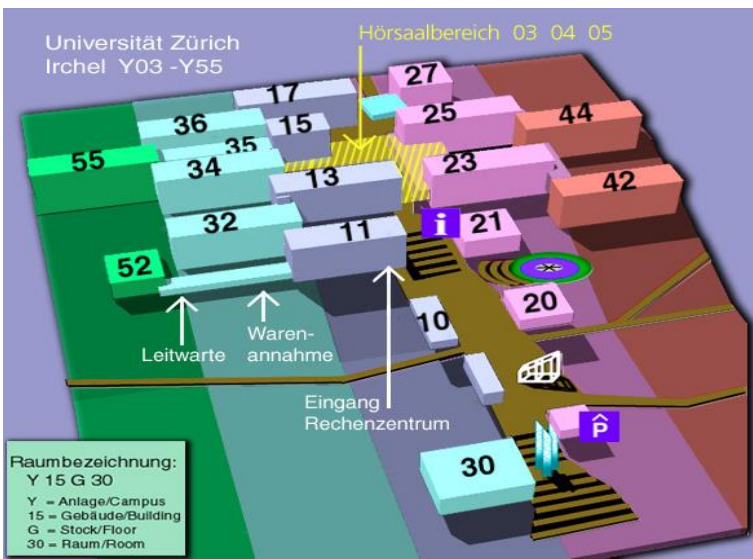 Universität Zürich
Irchel Y03 -Y55
Hörsaalbereich 03 04 05
27
17
25
44
36
15
35
55
34
13
23
42
32
11
i
21
52
10
20
Leitwarte
Waren-
annahme
Eingang
Rechenzentrum
P
30
Raumbezeichnung:
Y 15 G 30
Y = Anlage/Campus
15 = Gebäude/Building
G = Stock/Floor
30 = Raum/Room